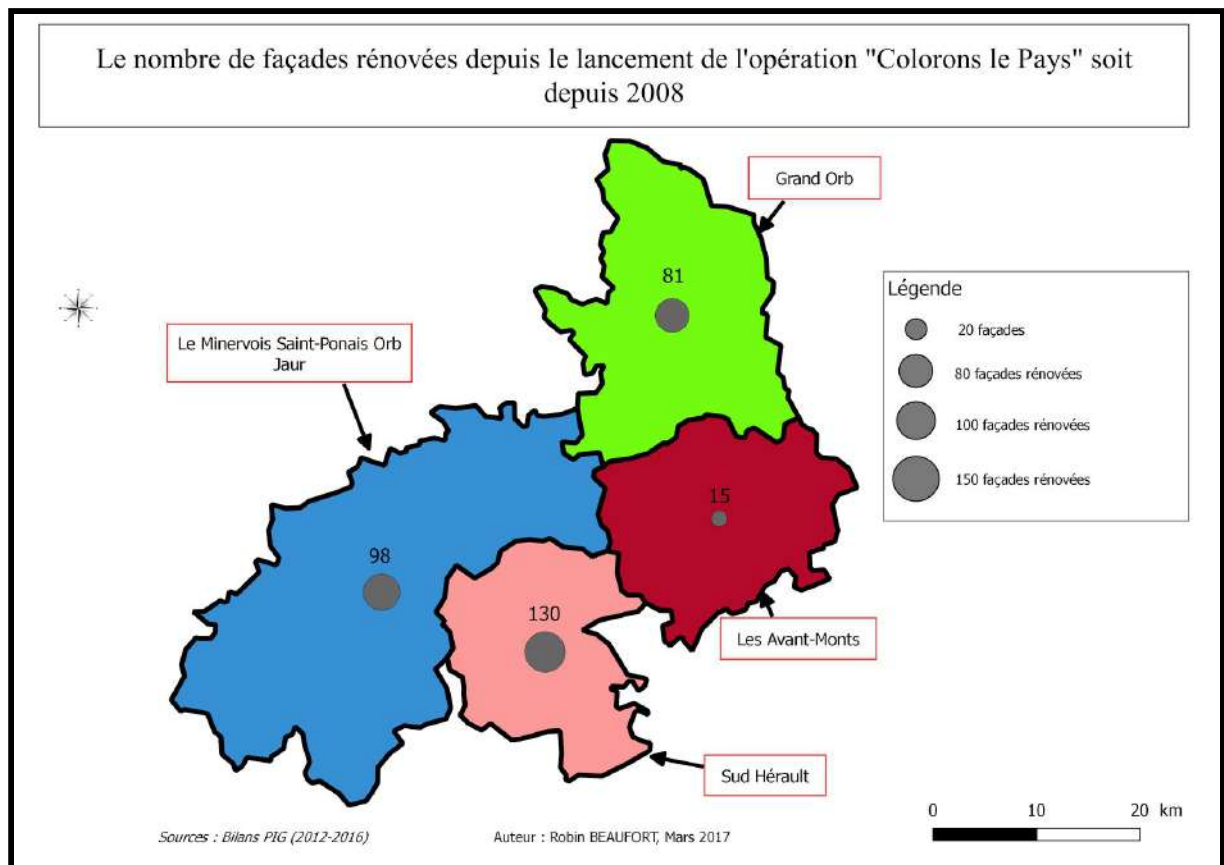 Le nombre de façades rénovées depuis le lancement de l'opération "Colorons le Pays" soit
depuis 2008
Grand Orb
81
Légende
20 façades
80 façades rénovées
100 façades rénovées
150 façades rénovées
Le Minervois Saint-Ponais Orb
Jaur
15
98
130
Les Avant-Monts
Sud Hérault
0 10 20 km
Sources : Bilans PIG (2012-2016)
Auteur : Robin BEAUFORT, Mars 2017